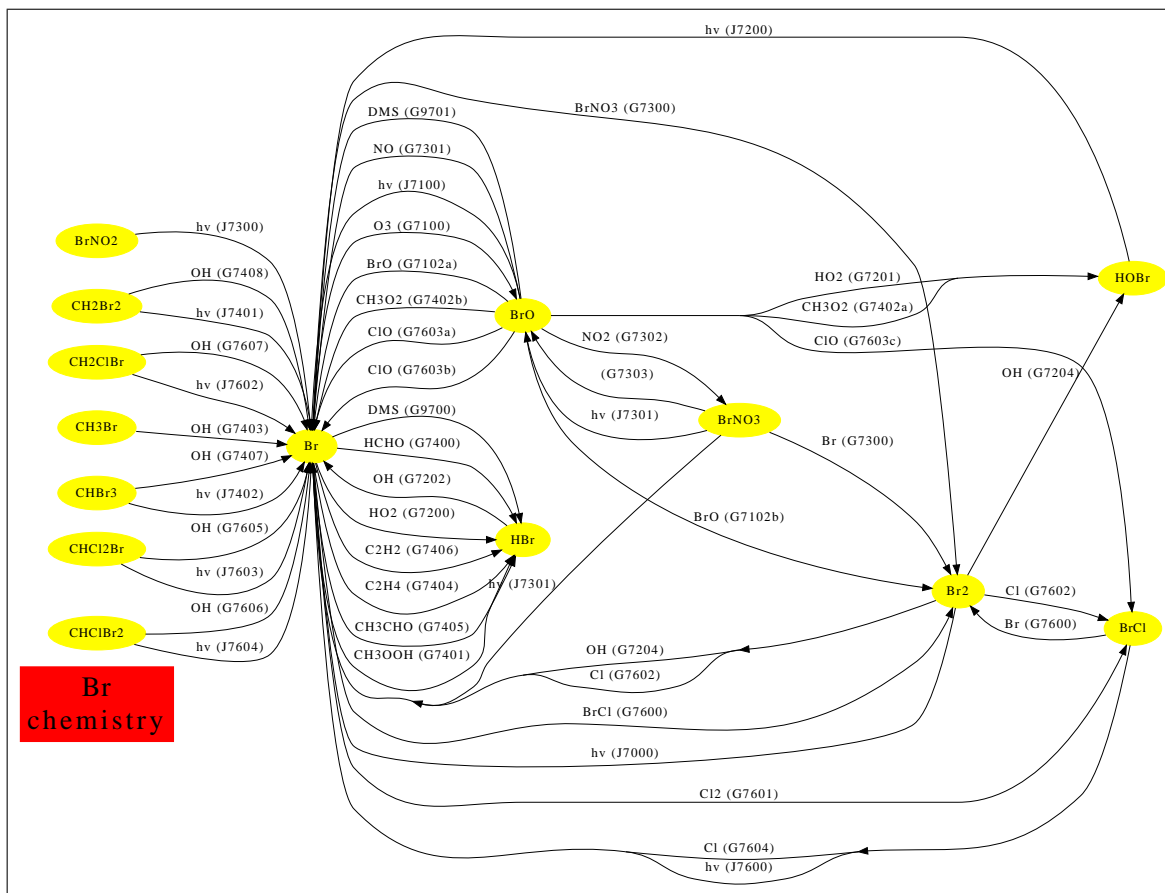 hv (J7200)
BrNO3 (G7300)
DMS (G9701)
NO (G7301)
hv (J7100)
O3 (G7100)
BrO (G7102a)
CH3O2 (G7402b)
ClO (G7603a)
ClO (G7603b)
BrNO2
hv (J7300)
CH2Br2
OH (G7408)
hv (J7401)
CH2ClBr
OH (G7607)
hv (J7602)
CH3Br
OH (G7403)
CHBr3
OH (G7407)
hv (J7402)
CHCl2Br
OH (G7605)
hv (J7603)
CHClBr2
OH (G7606)
hv (J7604)
Br
BrO
HO2 (G7201)
CH3O2 (G7402a)
ClO (G7603c)
HOBr
NO2 (G7302)
(G7303)
hv (J7301)
BrNO3
OH (G7204)
Br (G7300)
DMS (G9700)
HCHO (G7400)
OH (G7202)
HO2 (G7200)
C2H2 (G7406)
C2H4 (G7404)
CH3CHO (G7405)
CH3OOH (G7401)
HBr
hv (J7301)
BrO (G7102b)
Br2
Cl (G7602)
Br (G7600)
BrCl
OH (G7204)
Cl (G7602)
BrCl (G7600)
hv (J7000)
Cl2 (G7601)
Cl (G7604)
hv (J7600)
Br
chemistry